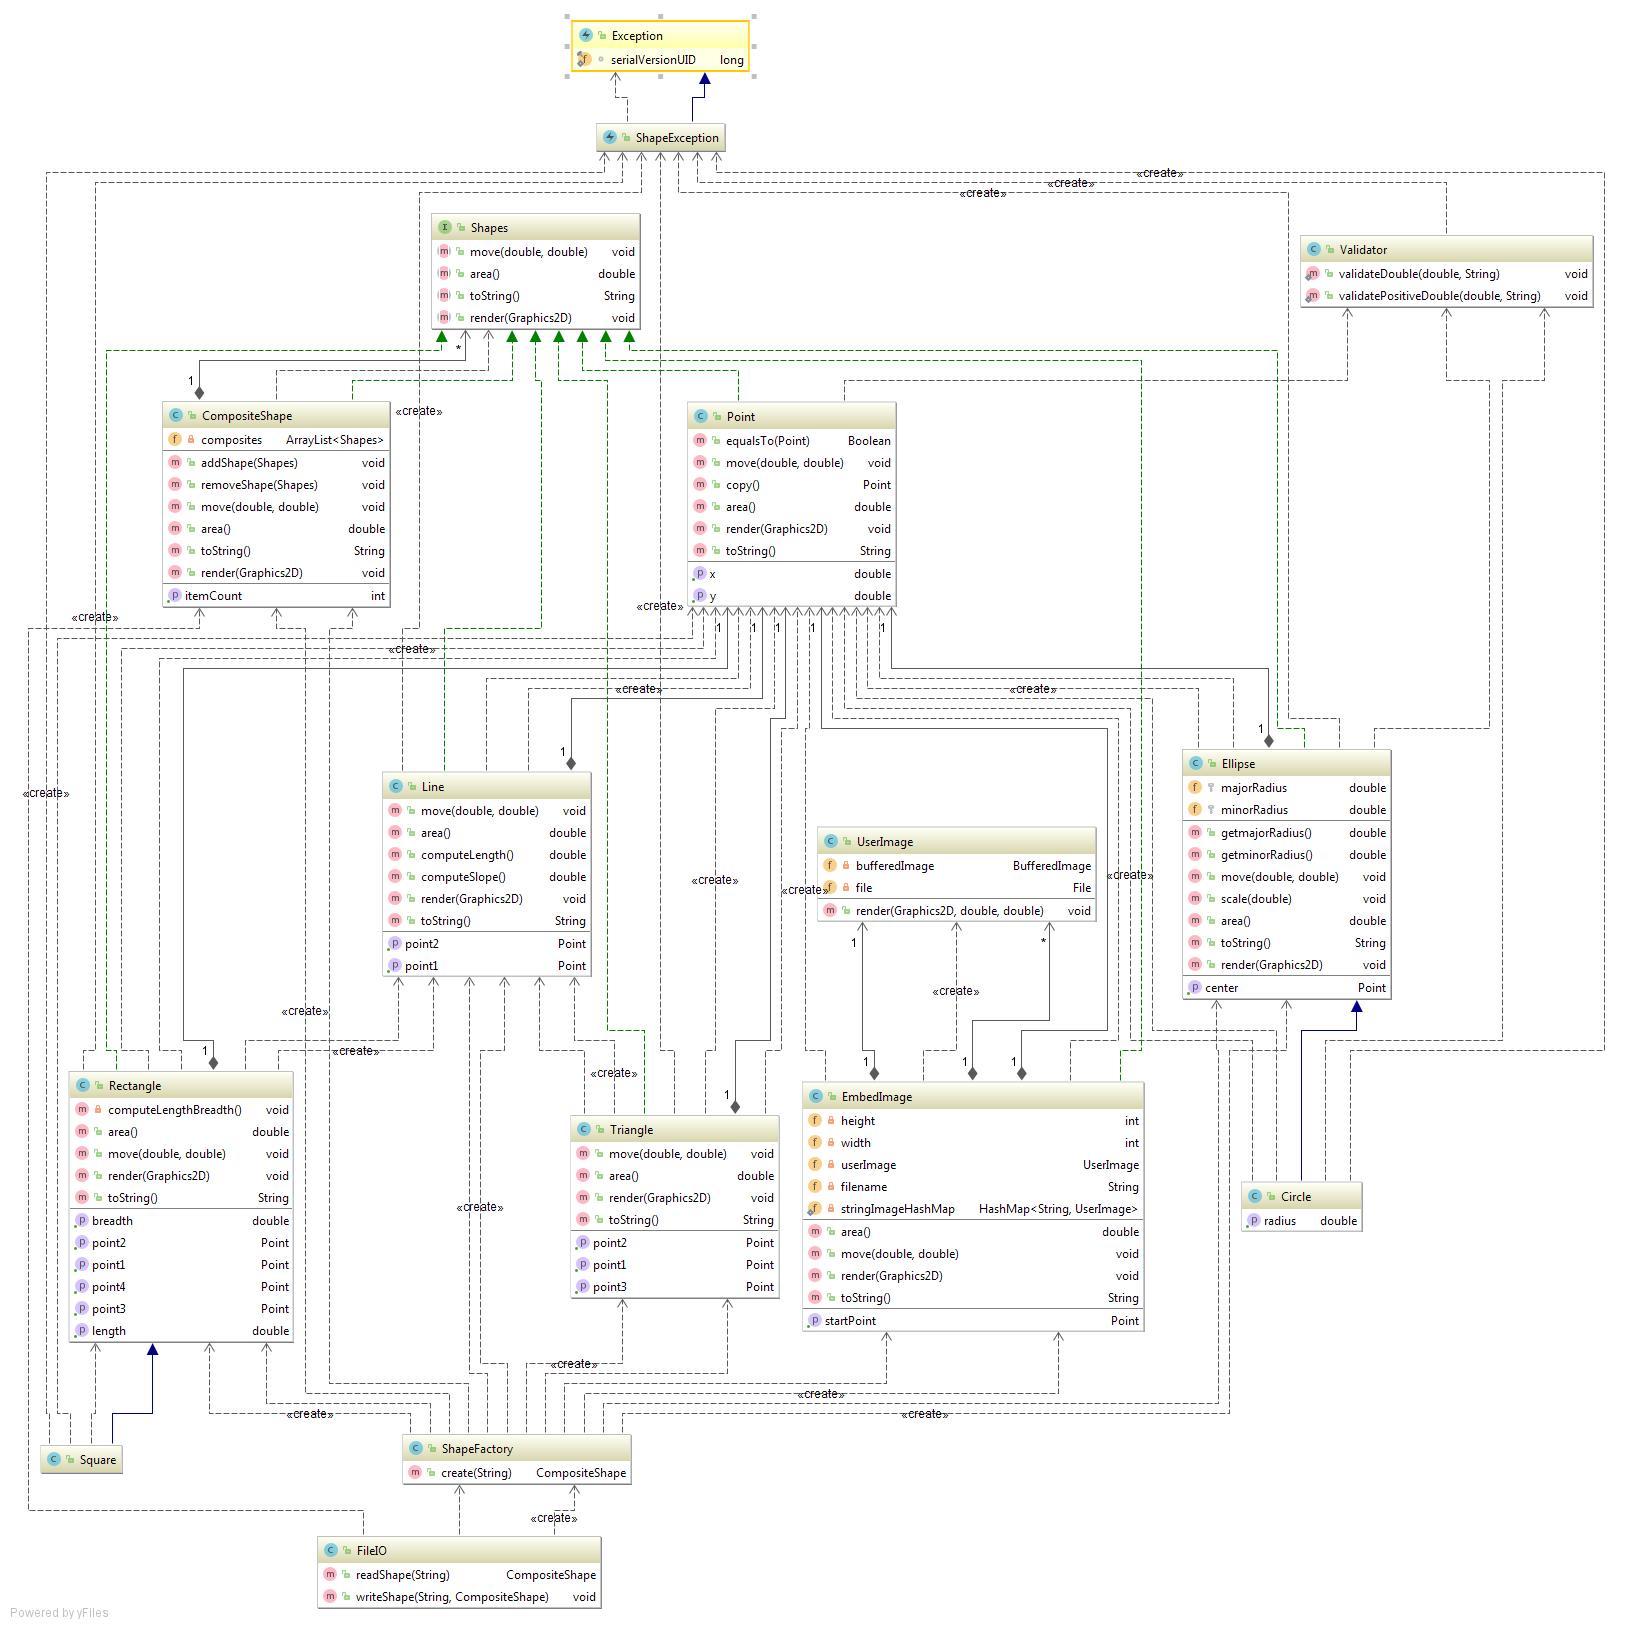 Exception
serialVersionUID long
ShapeException
«create»
«create»
«create»
Shapes
move(double, double) void
area() double
toString() String
render(Graphics2D) void
Validator
validateDouble(double, String) void
validatePositiveDouble(double, String) void
*
1
«create»
CompositeShape
composites ArrayList<Shapes>
addShape(Shapes) void
removeShape(Shapes) void
move(double, double) void
area() double
toString() String
render(Graphics2D) void
itemCount int
Point
equalsTo(Point) Boolean
move(double, double) void
copy() Point
area() double
render(Graphics2D) void
toString() String
x double
y double
«create»
«create»
1
1
1
1
1
«create»
«create»
«create»
1
1
«create»
Line
move(double, double) void
area() double
computeLength() double
computeSlope() double
render(Graphics2D) void
toString() String
point2 Point
point1 Point
UserImage
bufferedImage BufferedImage
file File
render(Graphics2D, double, double) void
Ellipse
majorRadius double
minorRadius double
getmajorRadius() double
getminorRadius() double
move(double, double) void
scale(double) void
area() double
toString() String
render(Graphics2D) void
center Point
«create»
«create»
«create»
1
*
«create»
«create»
«create»
1
«create»
1
1
1
1
Rectangle
computeLengthBreadth() void
area() double
move(double, double) void
render(Graphics2D) void
toString() String
breadth double
point2 Point
point1 Point
point4 Point
point3 Point
length double
Triangle
move(double, double) void
area() double
render(Graphics2D) void
toString() String
point2 Point
point1 Point
point3 Point
EmbedImage
height int
width int
userImage UserImage
filename String
stringImageHashMap HashMap<String, UserImage>
area() double
move(double, double) void
render(Graphics2D) void
toString() String
startPoint Point
Circle
radius double
«create»
«create»
«create»
«create»
«create»
Square
ShapeFactory
create(String) CompositeShape
«create»
FileIO
readShape(String) CompositeShape
writeShape(String, CompositeShape) void
Powered by yFiles